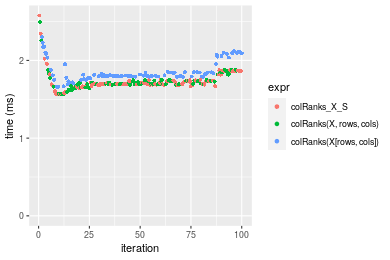 time (ms)
2
1
0
0 25 50 75 100
iteration
expr
colRanks_X_S
colRanks(X, rows, cols)
colRanks(X[rows, cols])